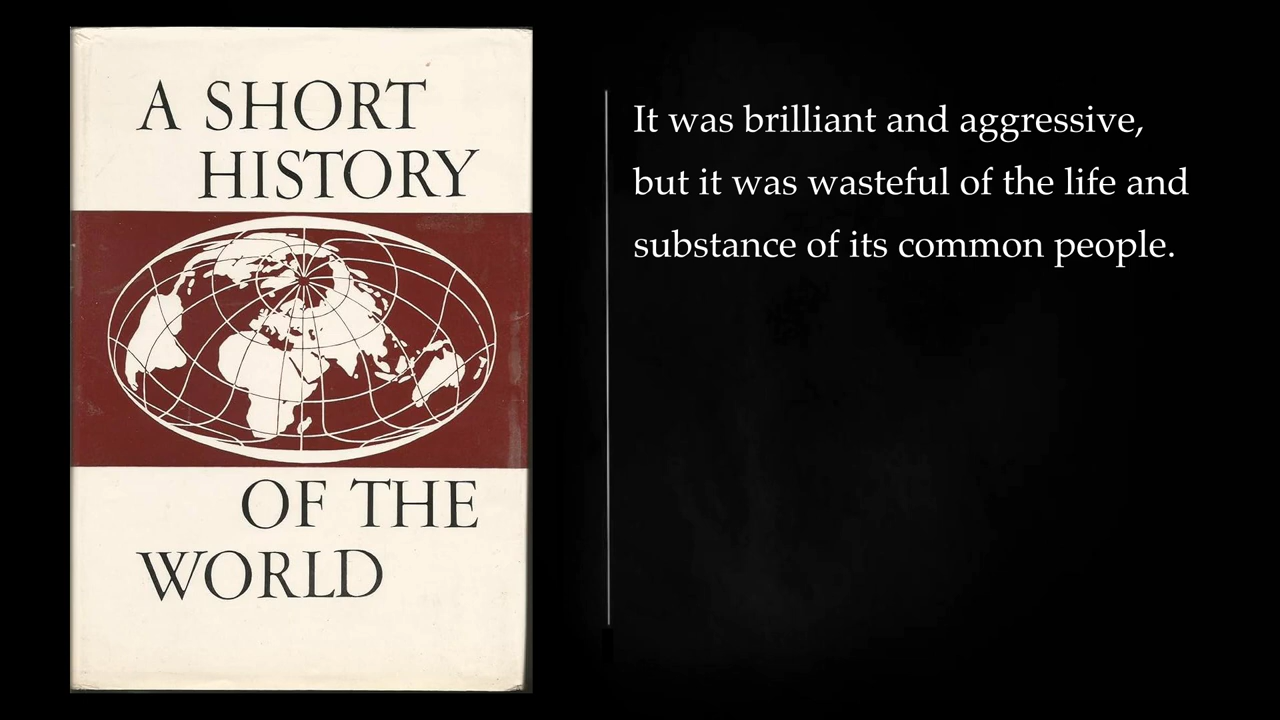 A SHORT
HISTORY
OF THE
WORLD
It was brilliant and aggressive,
but it was wasteful of the life and
substance of its common people.